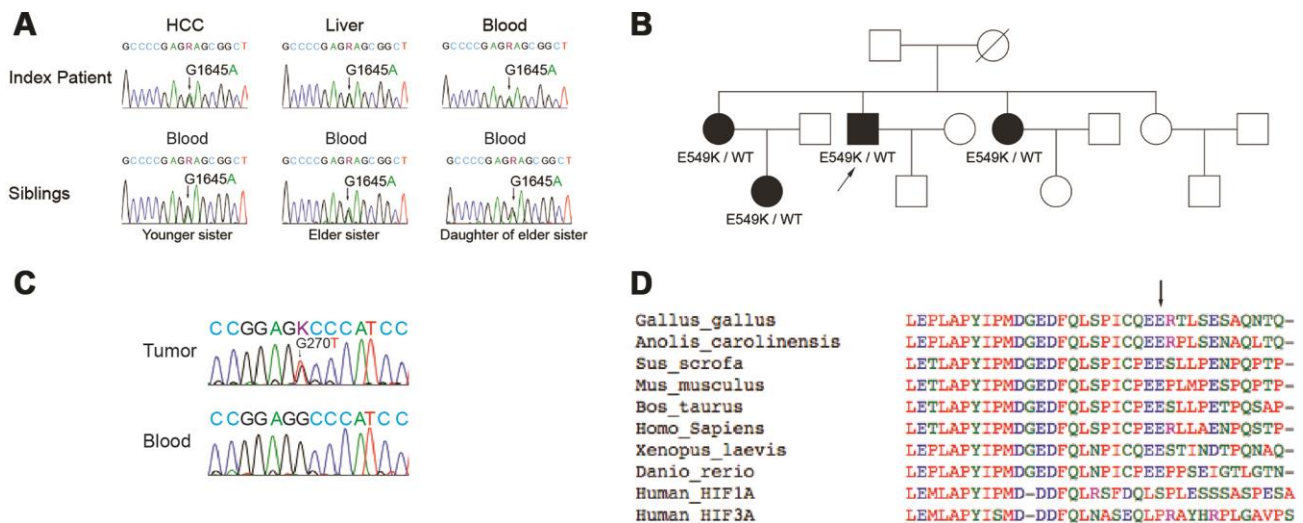 A
HCC Liver Blood
GCCCCGAGRAGCGGCT GCCCCGAGRAGCGGCT GCCCCGAGRAGCGGCT
Index Patient G1645A G1645A G1645A
Blood Blood Blood
GCCCCGAGRAGCGGCT GCCCCGAGRAGCGGCT GCCCCGAGRAGCGGCT
Siblings G1645A G1645A G1645A
Younger sister Elder sister Daughter of elder sister
B
E549K / WT E549K / WT E549K / WT
E549K / WT
C
CCGGAGKCCCATCC
Tumor G270T
CCGGAGGCCCATCC
Blood
D
Gallus_gallus LEPLAPYIPMDGEDFQLSPICQEERTLSESAQNTQ-
Anolis_carolinensis LEPLAPYIPMDGEDFQLSPICQEERPLSENAQLTQ-
Sus_scrofa LETLAPYIPMDGEDFQLSPICPEESLLPENPQPTP-
Mus_musculus LETLAPYIPMDGEDFQLSPICPEEPLMPESPQPTP-
Bos_taurus LETLAPYIPMDGEDFQLSPICPEESLLPETPQSAP-
Homo_Sapiens LETLAPYIPMDGEDFQLSPICPEERLLAENPQSTP-
Xenopus_laevis LETLAPYIPMDGEDFQLNPICPEESTINDTPQNAQ-
Danio_rerio LEPLAPYIPMDGEDFQLNPICPEEPPSEIGTLGTN-
Human_HIF1A LEMLAPYIPMD-DDFQLRSFDQLSPLESSSASPESA
Human_HIF3A LEMLAPYISMD-DDFQLNASEQLPRAYHRPLGAVPS